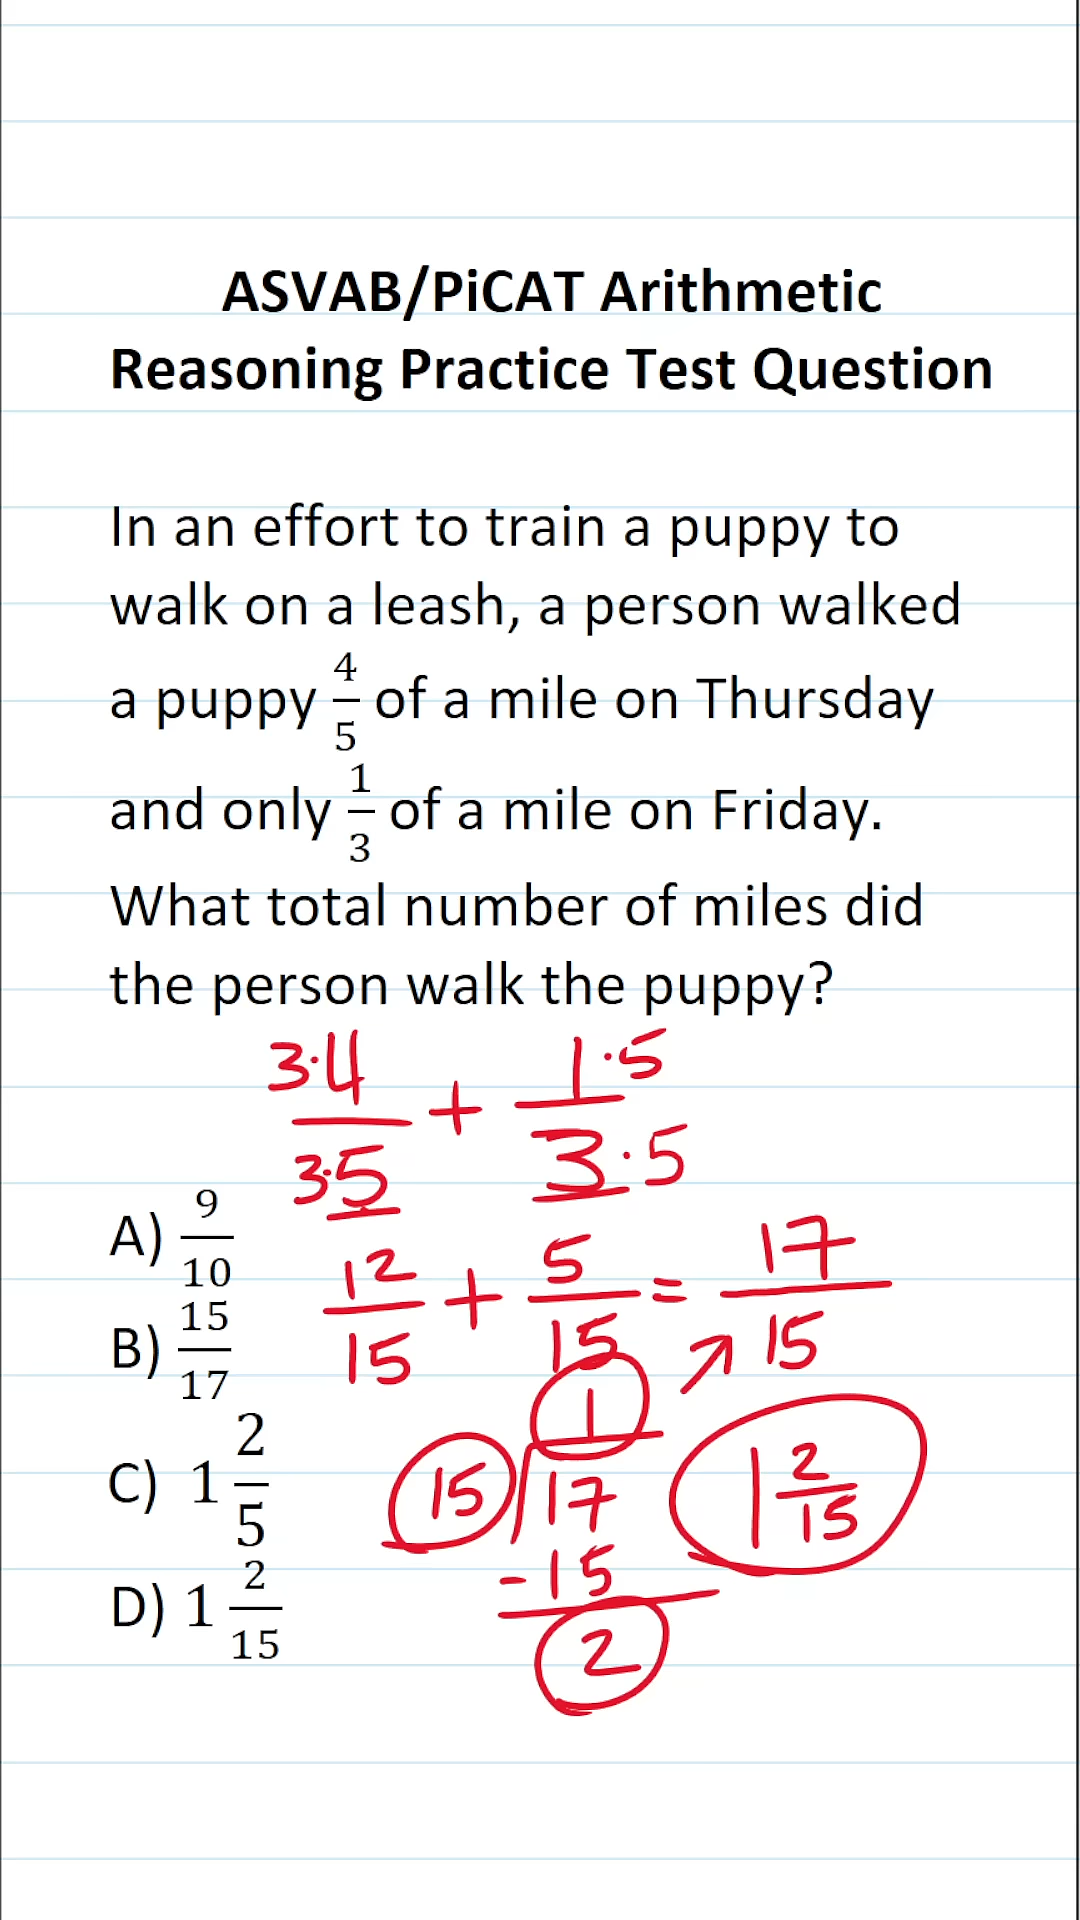 ASVAB/PiCAT Arithmetic
Reasoning Practice Test Question
In an effort to train a puppy to
walk on a leash, a person walked
a puppy 4/5 of a mile on Thursday
and only 1/3 of a mile on Friday.
What total number of miles did
the person walk the puppy?
3·4/3·5 + 1·5/3·5
A) 9/10
12/15 + 5/15 = 17/15
B) 15/17
1
C) 1 2/5
15 17
1 2/15
-15
D) 1 2/15
2